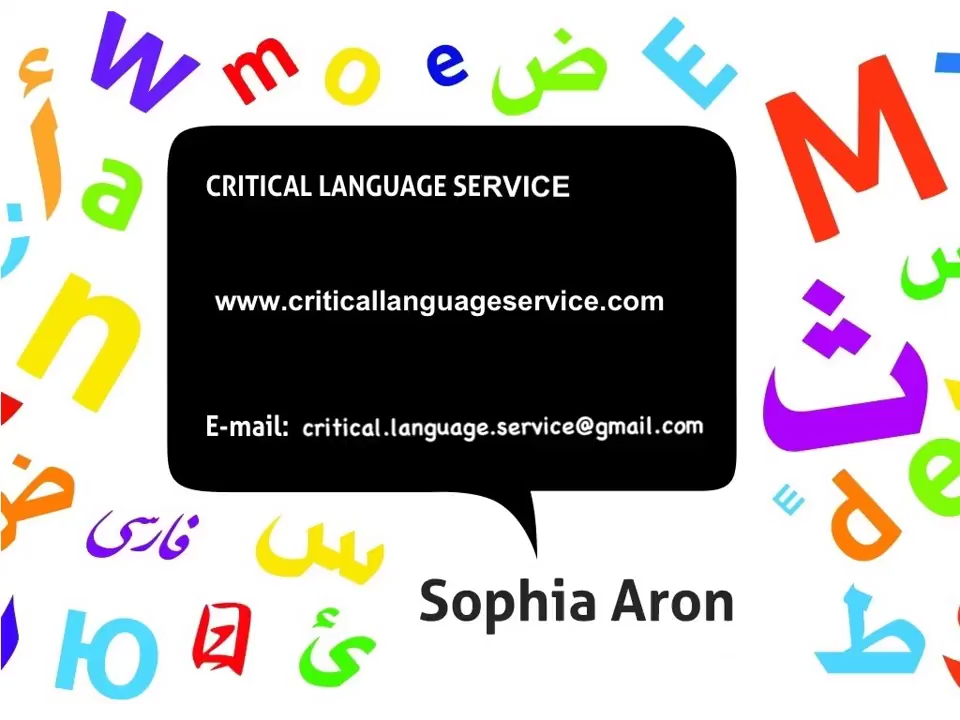 أ
W
m
o
e
ض
E
M
a
n
CRITICAL LANGUAGE SERVICE
www.criticallanguageservice.com
E-mail: critical.language.service@gmail.com
ث
ض
فارسی
س
E
d
e
Sophia Aron
Ю
ئ
ط